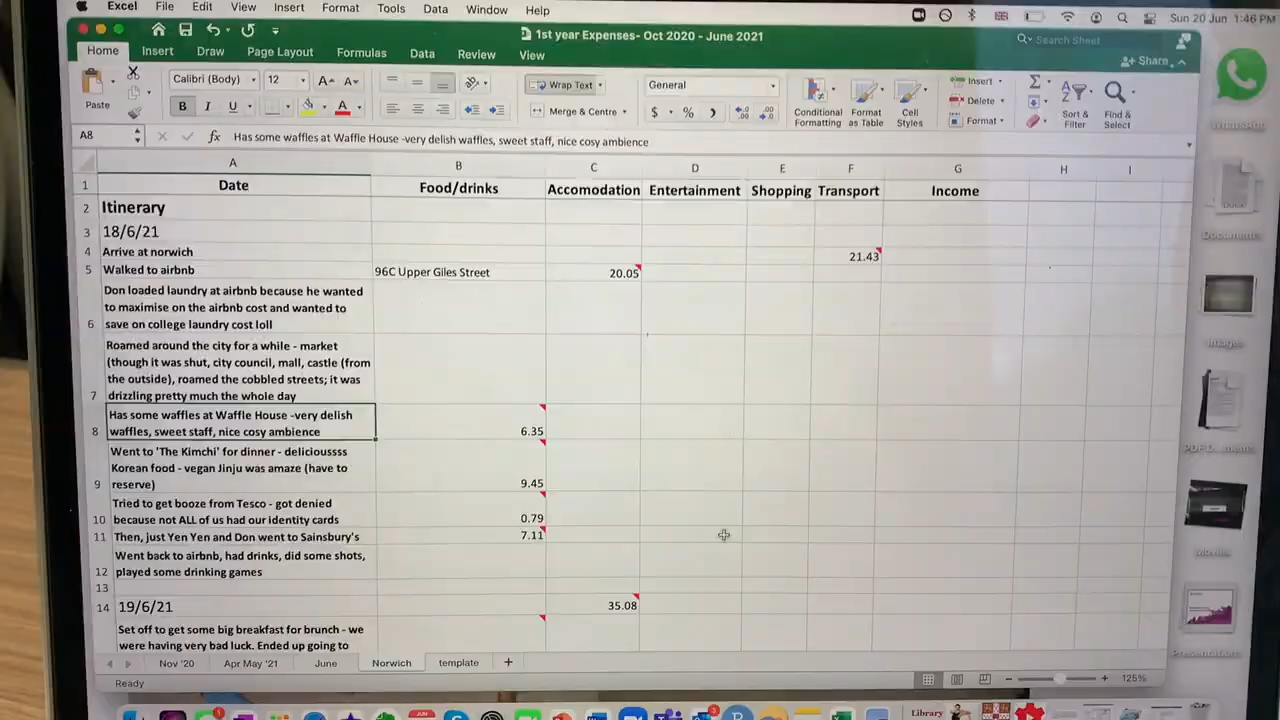 Excel File Edit View Insert Format Tools Data Window Help Sun 20 Jun 1:46 PM
1st year Expenses- Oct 2020 - June 2021
Search Sheet
Home Insert Draw Page Layout Formulas Data Review View
Share
Paste
Calibri (Body) 12
Wrap Text
General
B I U
Merge & Centre
Conditional Formatting
Format as Table
Cell Styles
Insert
Delete
Format
Sort & Filter
Find & Select
A8 fx Has some waffles at Waffle House -very delish waffles, sweet staff, nice cosy ambience
A B C D E F G H I
1 Date Food/drinks Accomodation Entertainment Shopping Transport Income
2 Itinerary
3 18/6/21
4 Arrive at norwich 21.43
5 Walked to airbnb 96C Upper Giles Street 20.05
Don loaded laundry at airbnb because he wanted
to maximise on the airbnb cost and wanted to
6 save on college laundry cost loll
Roamed around the city for a while - market
(though it was shut, city council, mall, castle (from
the outside), roamed the cobbled streets; it was
7 drizzling pretty much the whole day
Has some waffles at Waffle House -very delish
8 waffles, sweet staff, nice cosy ambience 6.35
Went to 'The Kimchi' for dinner - delicioussss
Korean food - vegan Jinju was amaze (have to
9 reserve) 9.45
Tried to get booze from Tesco - got denied
10 because not ALL of us had our identity cards 0.79
11 Then, just Yen Yen and Don went to Sainsbury's 7.11
Went back to airbnb, had drinks, did some shots,
12 played some drinking games
13
14 19/6/21 35.08
Set off to get some big breakfast for brunch - we
were having very bad luck. Ended up going to
Nov '20 Apr May '21 June Norwich template +
Ready 125%
WhatsApp
Documents
Images
Movies
Presentations
Library